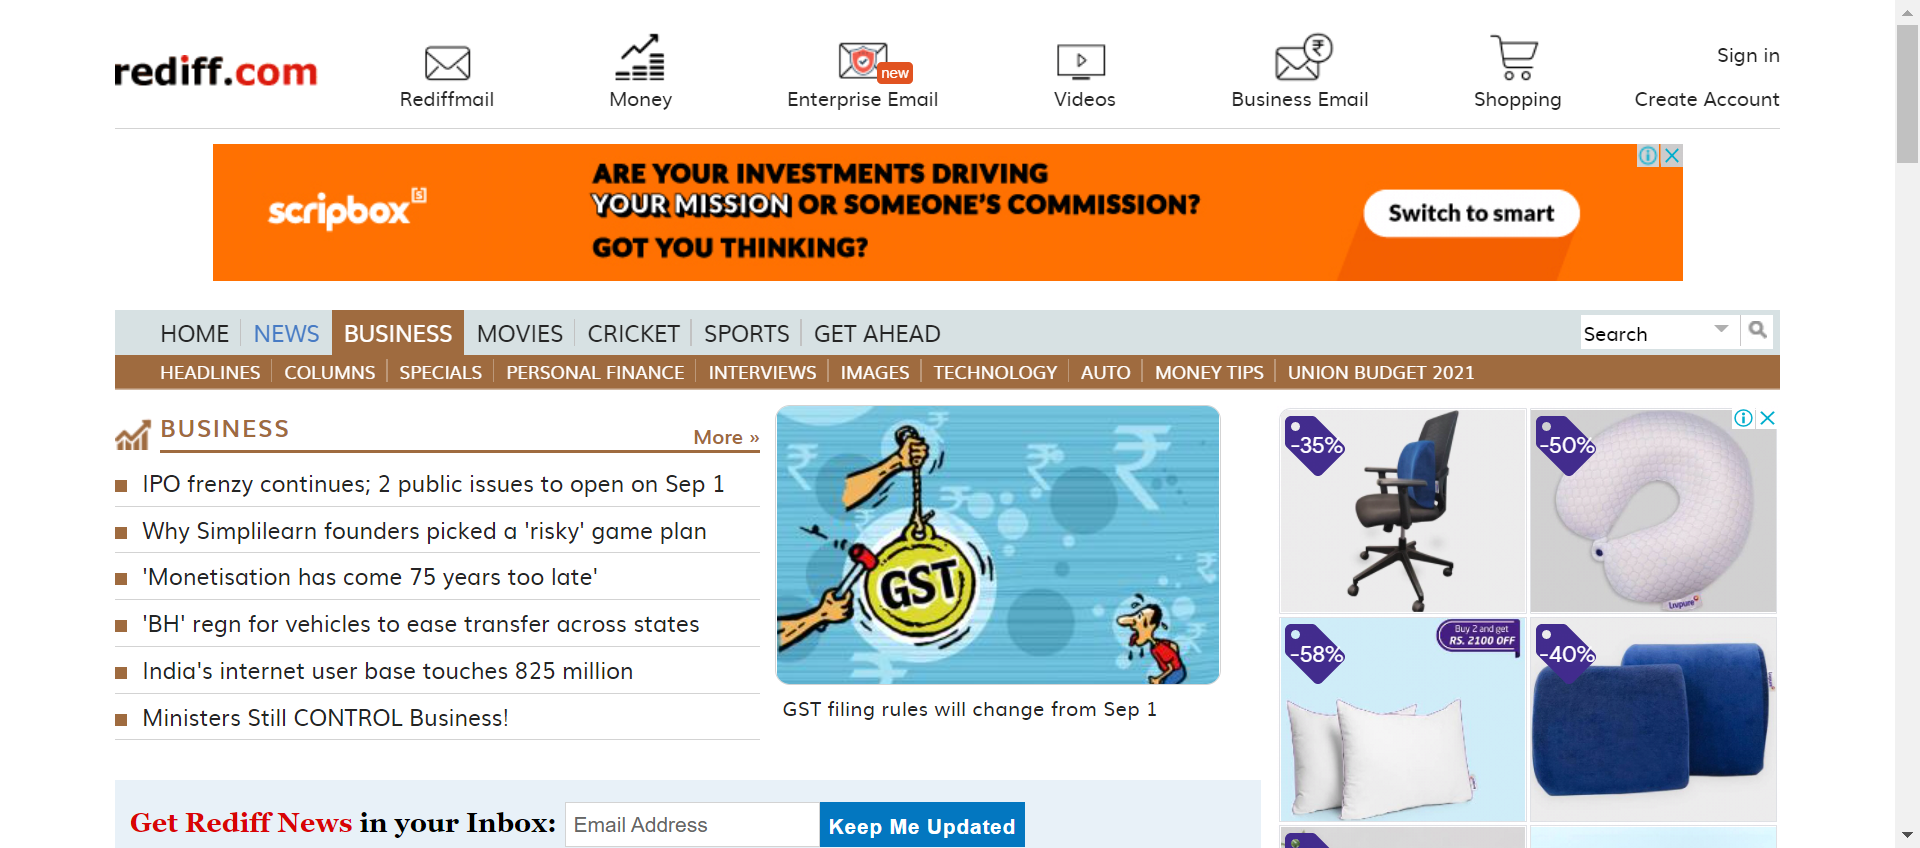 rediff.com
Rediffmail
Money
new
Enterprise Email
Videos
Business Email
Shopping
Sign in
Create Account
scripbox[s]
ARE YOUR INVESTMENTS DRIVING
YOUR MISSION OR SOMEONE'S COMMISSION?
GOT YOU THINKING?
Switch to smart
HOME
NEWS
BUSINESS
MOVIES
CRICKET
SPORTS
GET AHEAD
Search
HEADLINES
COLUMNS
SPECIALS
PERSONAL FINANCE
INTERVIEWS
IMAGES
TECHNOLOGY
AUTO
MONEY TIPS
UNION BUDGET 2021
BUSINESS
More »
IPO frenzy continues; 2 public issues to open on Sep 1
Why Simplilearn founders picked a 'risky' game plan
'Monetisation has come 75 years too late'
'BH' regn for vehicles to ease transfer across states
India's internet user base touches 825 million
Ministers Still CONTROL Business!
GST
GST filing rules will change from Sep 1
-35%
-50%
Livpure
-58%
Buy 2 and get
RS. 2100 OFF
-40%
Get Rediff News in your Inbox:
Email Address
Keep Me Updated